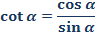 cot α = cos α / sin α